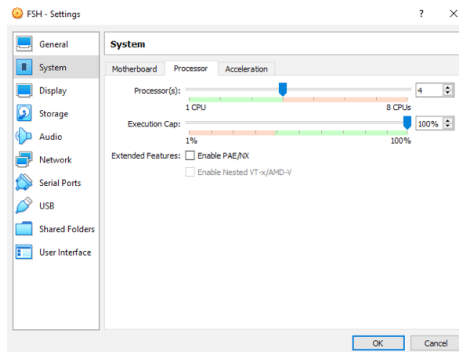 FSH - Settings
? ×
General
System
Display
Storage
Audio
Network
Serial Ports
USB
Shared Folders
User Interface
System
Motherboard Processor Acceleration
Processor(s): 4
1 CPU 8 CPUs
Execution Cap: 100%
1% 100%
Extended Features: Enable PAE/NX
Enable Nested VT-x/AMD-V
OK Cancel